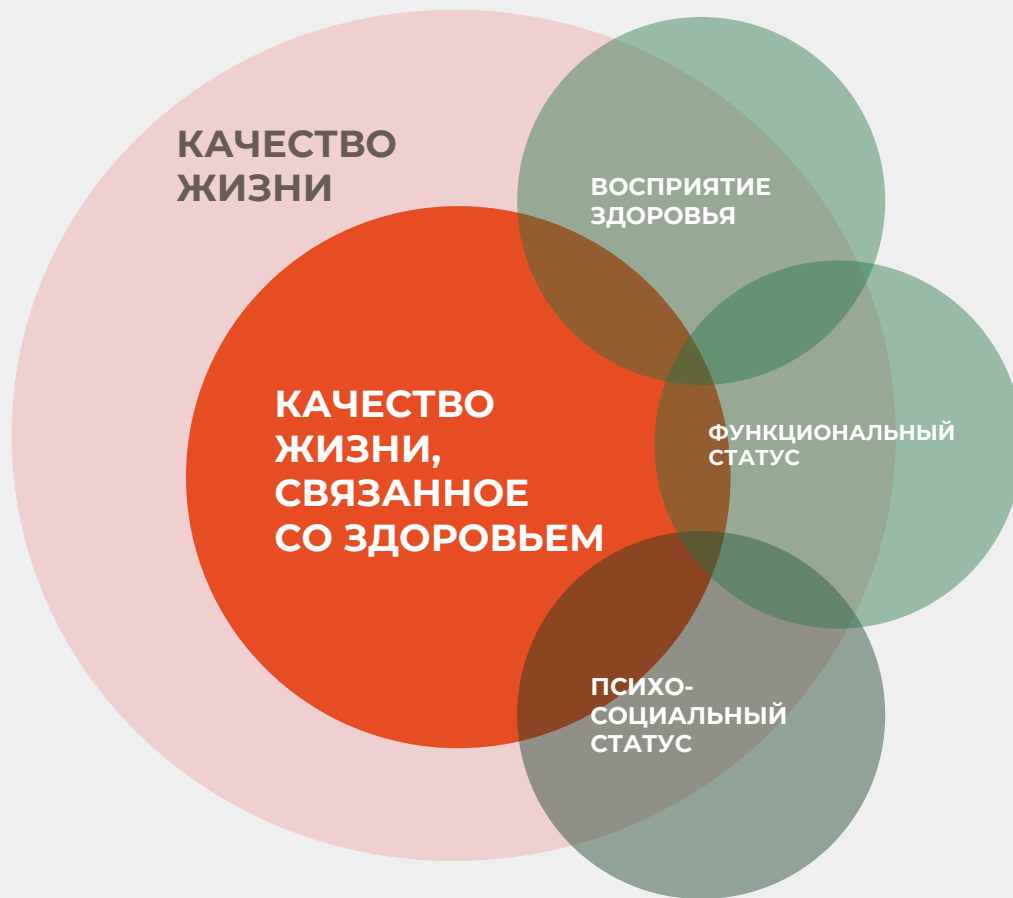 КАЧЕСТВО
ЖИЗНИ
ВОСПРИЯТИЕ
ЗДОРОВЬЯ
КАЧЕСТВО
ЖИЗНИ,
СВЯЗАННОЕ
СО ЗДОРОВЬЕМ
ФУНКЦИОНАЛЬНЫЙ
СТАТУС
ПСИХО-
СОЦИАЛЬНЫЙ
СТАТУС